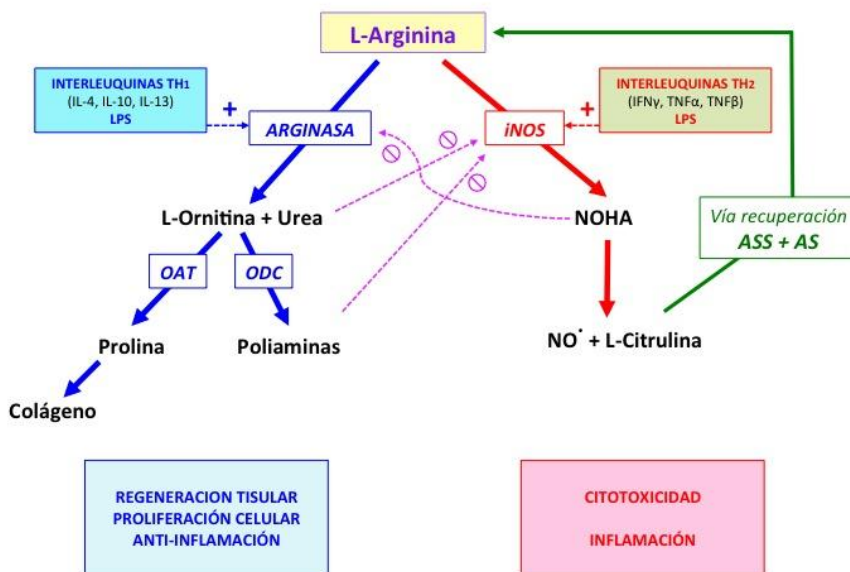 L-Arginina
INTERLEUQUINAS TH1
(IL-4, IL-10, IL-13)
LPS
+
ARGINASA
iNOS
+
INTERLEUQUINAS TH2
(IFNγ, TNFα, TNFβ)
LPS
L-Ornitina + Urea
NOHA
Vía recuperación
ASS + AS
OAT
ODC
Prolina
Poliaminas
NO· + L-Citrulina
Colágeno
REGENERACION TISULAR
PROLIFERACIÓN CELULAR
ANTI-INFLAMACIÓN
CITOTOXICIDAD
INFLAMACIÓN